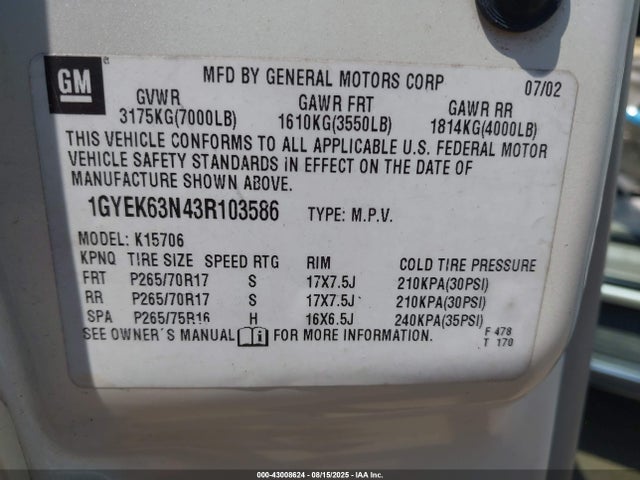 GM
MFD BY GENERAL MOTORS CORP 07/02
GVWR GAWR FRT GAWR RR
3175KG(7000LB) 1610KG(3550LB) 1814KG(4000LB)
THIS VEHICLE CONFORMS TO ALL APPLICABLE U.S. FEDERAL MOTOR
VEHICLE SAFETY STANDARDS IN EFFECT ON THE DATE OF
MANUFACTURE SHOWN ABOVE.
1GYEK63N43R103586 TYPE: M.P.V.
MODEL: K15706
KPNQ TIRE SIZE SPEED RTG RIM COLD TIRE PRESSURE
FRT P265/70R17 S 17X7.5J 210KPA(30PSI)
RR P265/70R17 S 17X7.5J 210KPA(30PSI)
SPA P265/75R16 H 16X6.5J 240KPA(35PSI)
SEE OWNER'S MANUAL i FOR MORE INFORMATION.
F 478
T 170
000-43008624 - 08/15/2025 - IAAI, Inc.